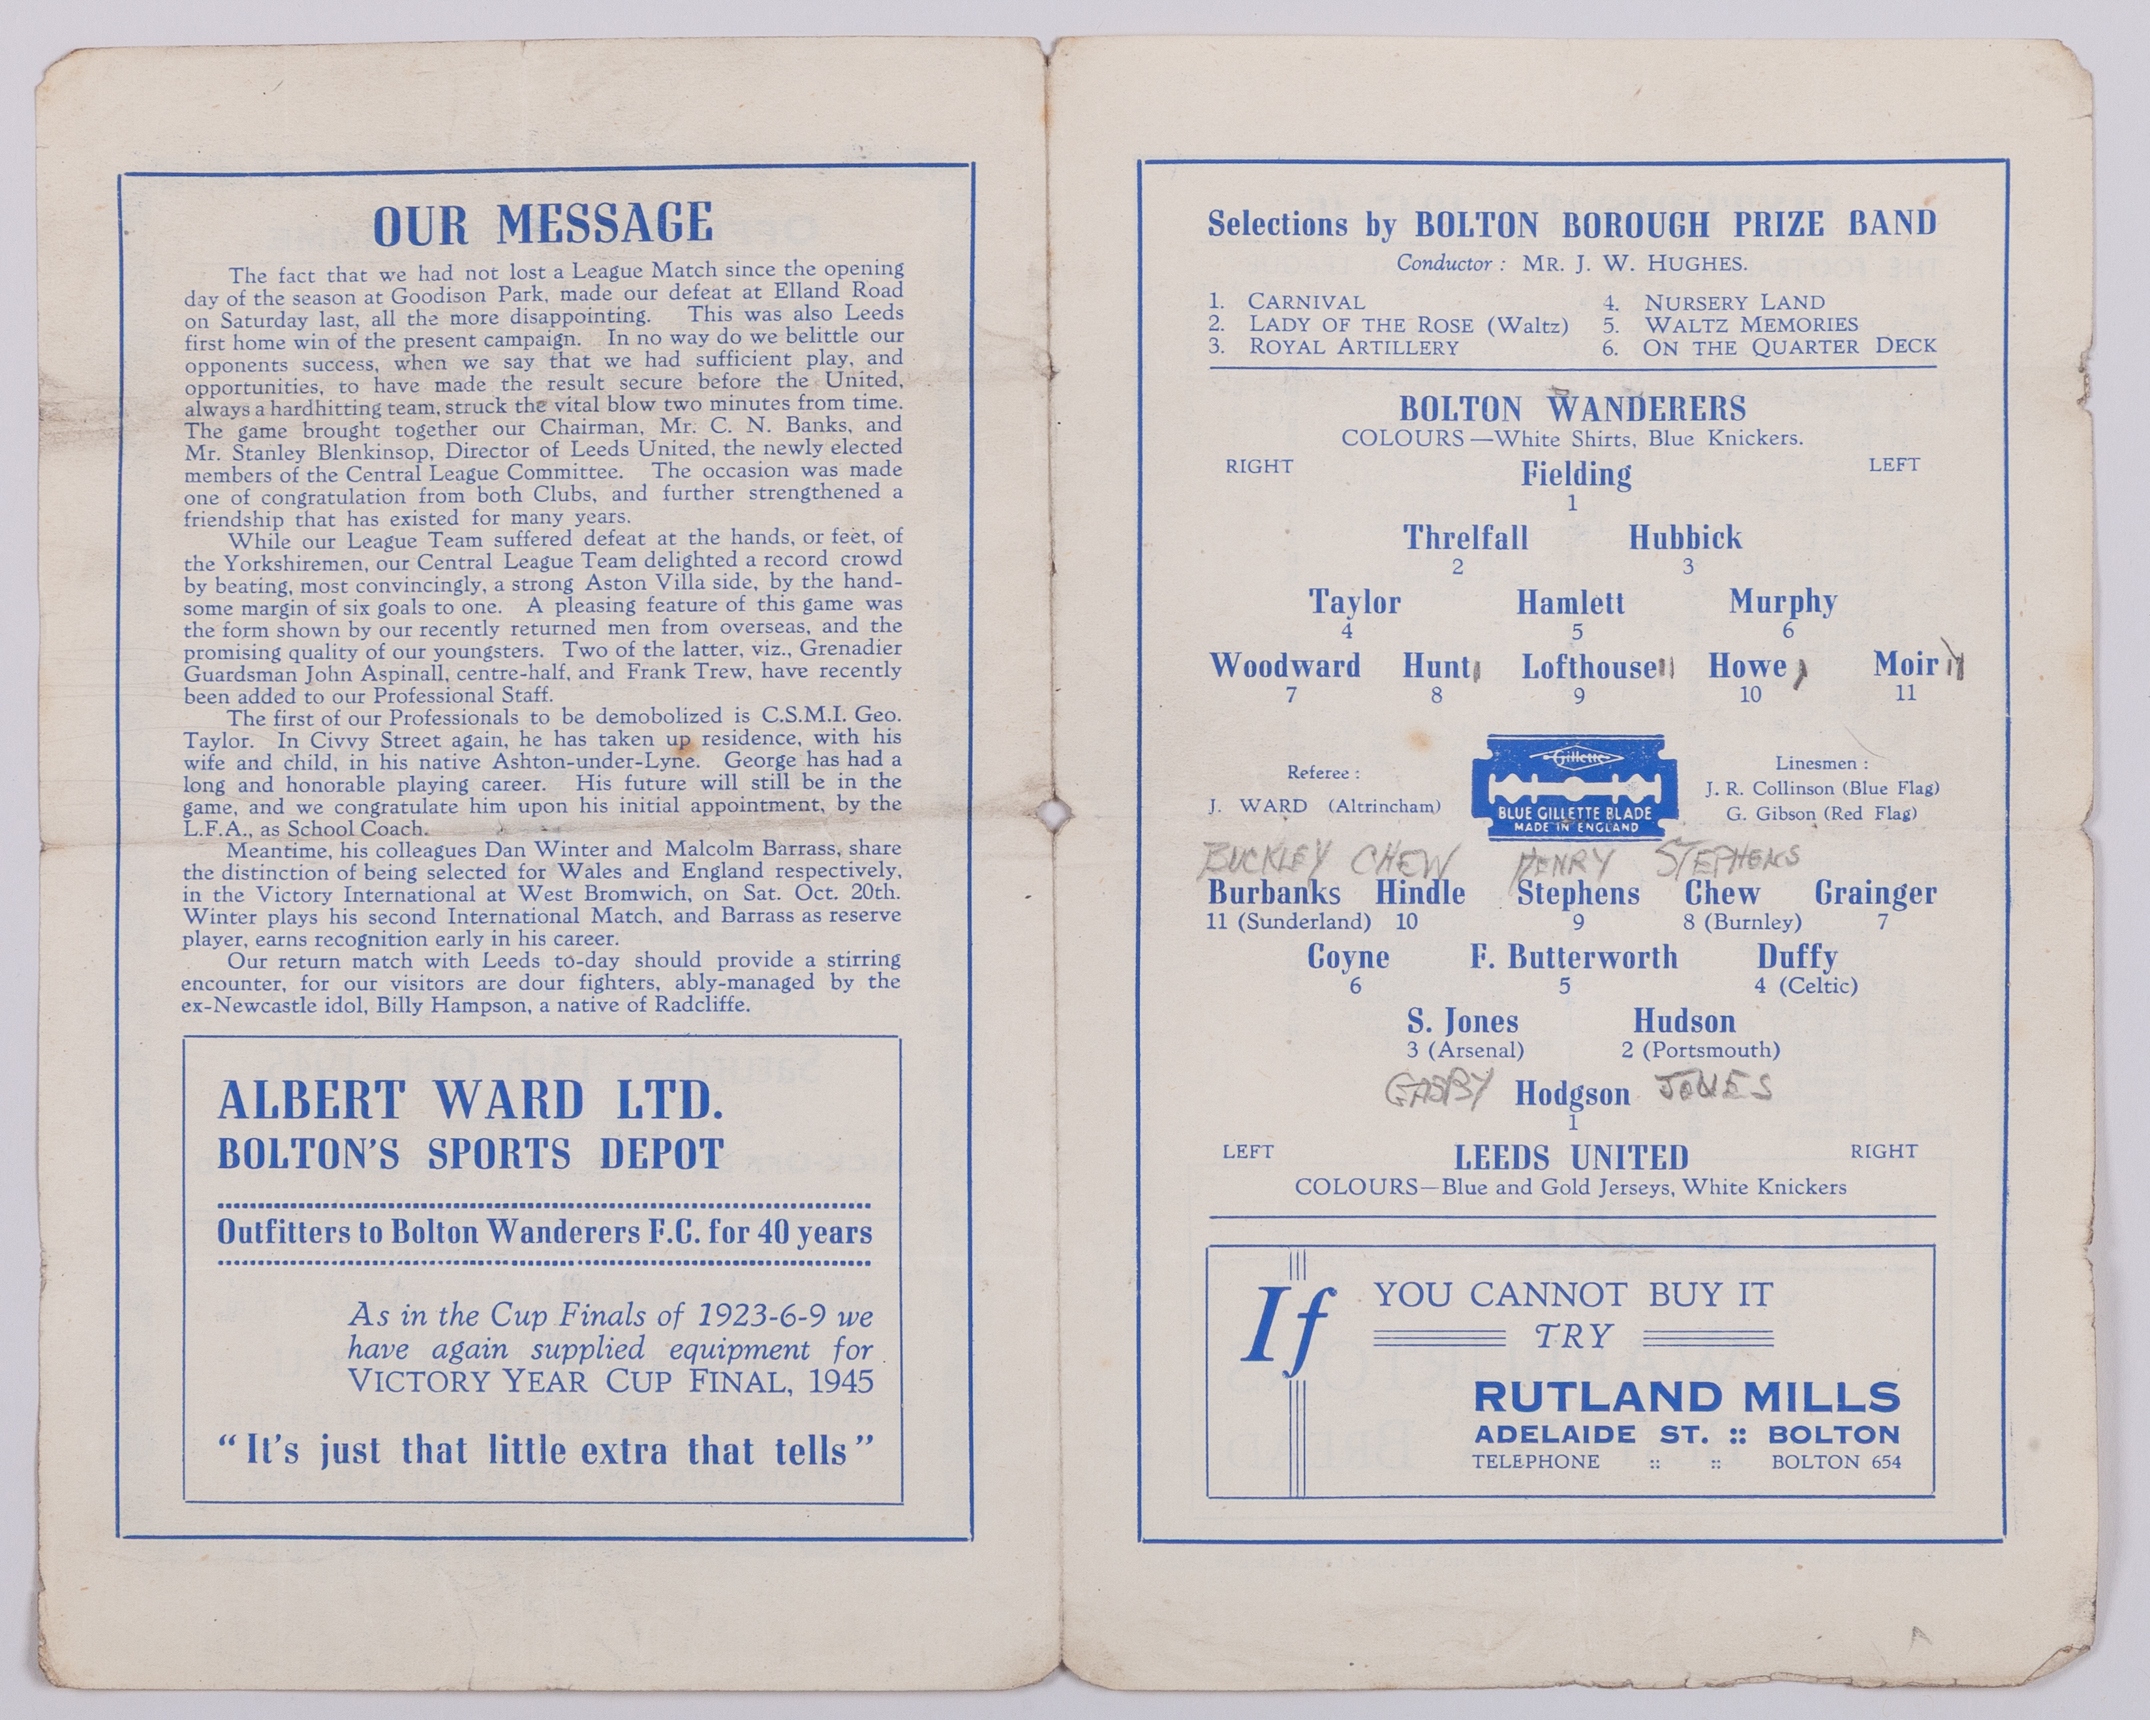 OUR MESSAGE
The fact that we had not lost a League Match since the opening
day of the season at Goodison Park, made our defeat at Elland Road
on Saturday last, all the more disappointing. This was also Leeds
first home win of the present campaign. In no way do we belittle our
opponents success, when we say that we had sufficient play, and
opportunities, to have made the result secure before the United,
always a hardhitting team, struck the vital blow two minutes from time.
The game brought together our Chairman, Mr. C. N. Banks, and
Mr. Stanley Blenkinsop, Director of Leeds United, the newly elected
members of the Central League Committee. The occasion was made
one of congratulation from both Clubs, and further strengthened a
friendship that has existed for many years.
While our League Team suffered defeat at the hands, or feet, of
the Yorkshiremen, our Central League Team delighted a record crowd
by beating, most convincingly, a strong Aston Villa side, by the hand-
some margin of six goals to one. A pleasing feature of this game was
the form shown by our recently returned men from overseas, and the
promising quality of our youngsters. Two of the latter, viz., Grenadier
Guardsman John Aspinall, centre-half, and Frank Trew, have recently
been added to our Professional Staff.
The first of our Professionals to be demobolized is C.S.M.I. Geo.
Taylor. In Civvy Street again, he has taken up residence, with his
wife and child, in his native Ashton-under-Lyne. George has had a
long and honorable playing career. His future will still be in the
game, and we congratulate him upon his initial appointment, by the
L.F.A., as School Coach.
Meantime, his colleagues Dan Winter and Malcolm Barrass, share
the distinction of being selected for Wales and England respectively,
in the Victory International at West Bromwich, on Sat. Oct. 20th.
Winter plays his second International Match, and Barrass as reserve
player, earns recognition early in his career.
Our return match with Leeds to-day should provide a stirring
encounter, for our visitors are dour fighters, ably-managed by the
ex-Newcastle idol, Billy Hampson, a native of Radcliffe.
ALBERT WARD LTD.
BOLTON'S SPORTS DEPOT
Outfitters to Bolton Wanderers F.C. for 40 years
As in the Cup Finals of 1923-6-9 we
have again supplied equipment for
VICTORY YEAR CUP FINAL, 1945
"It's just that little extra that tells"
Selections by BOLTON BOROUGH PRIZE BAND
Conductor : MR. J. W. HUGHES.
1. CARNIVAL 4. NURSERY LAND
2. LADY OF THE ROSE (Waltz) 5. WALTZ MEMORIES
3. ROYAL ARTILLERY 6. ON THE QUARTER DECK
BOLTON WANDERERS
COLOURS—White Shirts, Blue Knickers.
RIGHT Fielding LEFT
1
Threlfall Hubbick
2 3
Taylor Hamlett Murphy
4 5 6
Woodward Hunt Lofthouse Howe Moir
7 8 9 10 11
Referee :
J. WARD (Altrincham)
Gillette
BLUE GILLETTE BLADE
MADE IN ENGLAND
Linesmen :
J. R. Collinson (Blue Flag)
G. Gibson (Red Flag)
BUCKLEY CHEW HENRY STEPHENS
Burbanks Hindle Stephens Chew Grainger
11 (Sunderland) 10 9 8 (Burnley) 7
Coyne F. Butterworth Duffy
6 5 4 (Celtic)
S. Jones Hudson
3 (Arsenal) 2 (Portsmouth)
GADSBY Hodgson JONES
1
LEFT LEEDS UNITED RIGHT
COLOURS—Blue and Gold Jerseys, White Knickers
If YOU CANNOT BUY IT
TRY
RUTLAND MILLS
ADELAIDE ST. :: BOLTON
TELEPHONE :: :: BOLTON 654